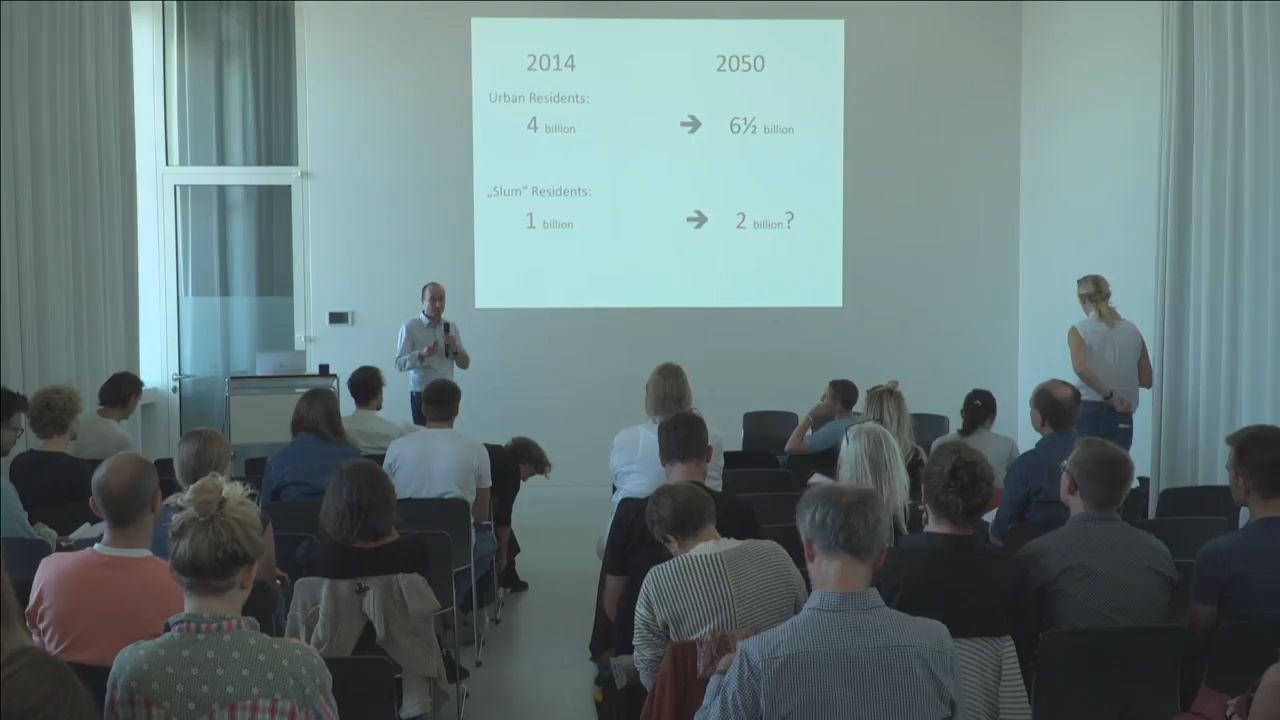 2014 2050
Urban Residents:
4 billion ➔ 6½ billion
„Slum" Residents:
1 billion ➔ 2 billion?